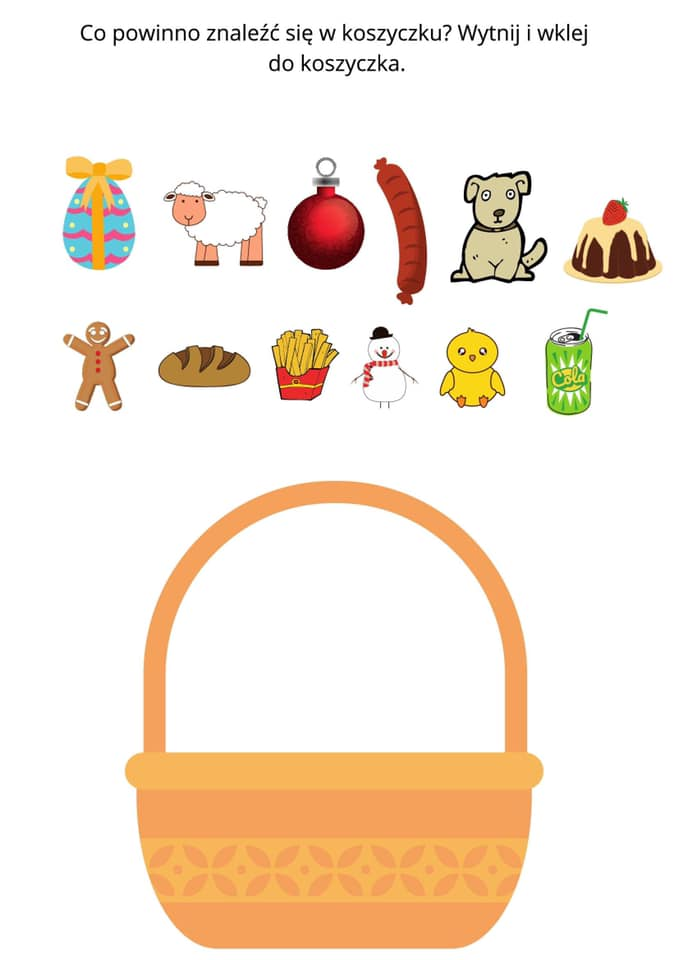 Co powinno znaleźć się w koszyczku? Wytnij i wklej
do koszyczka.
Cola